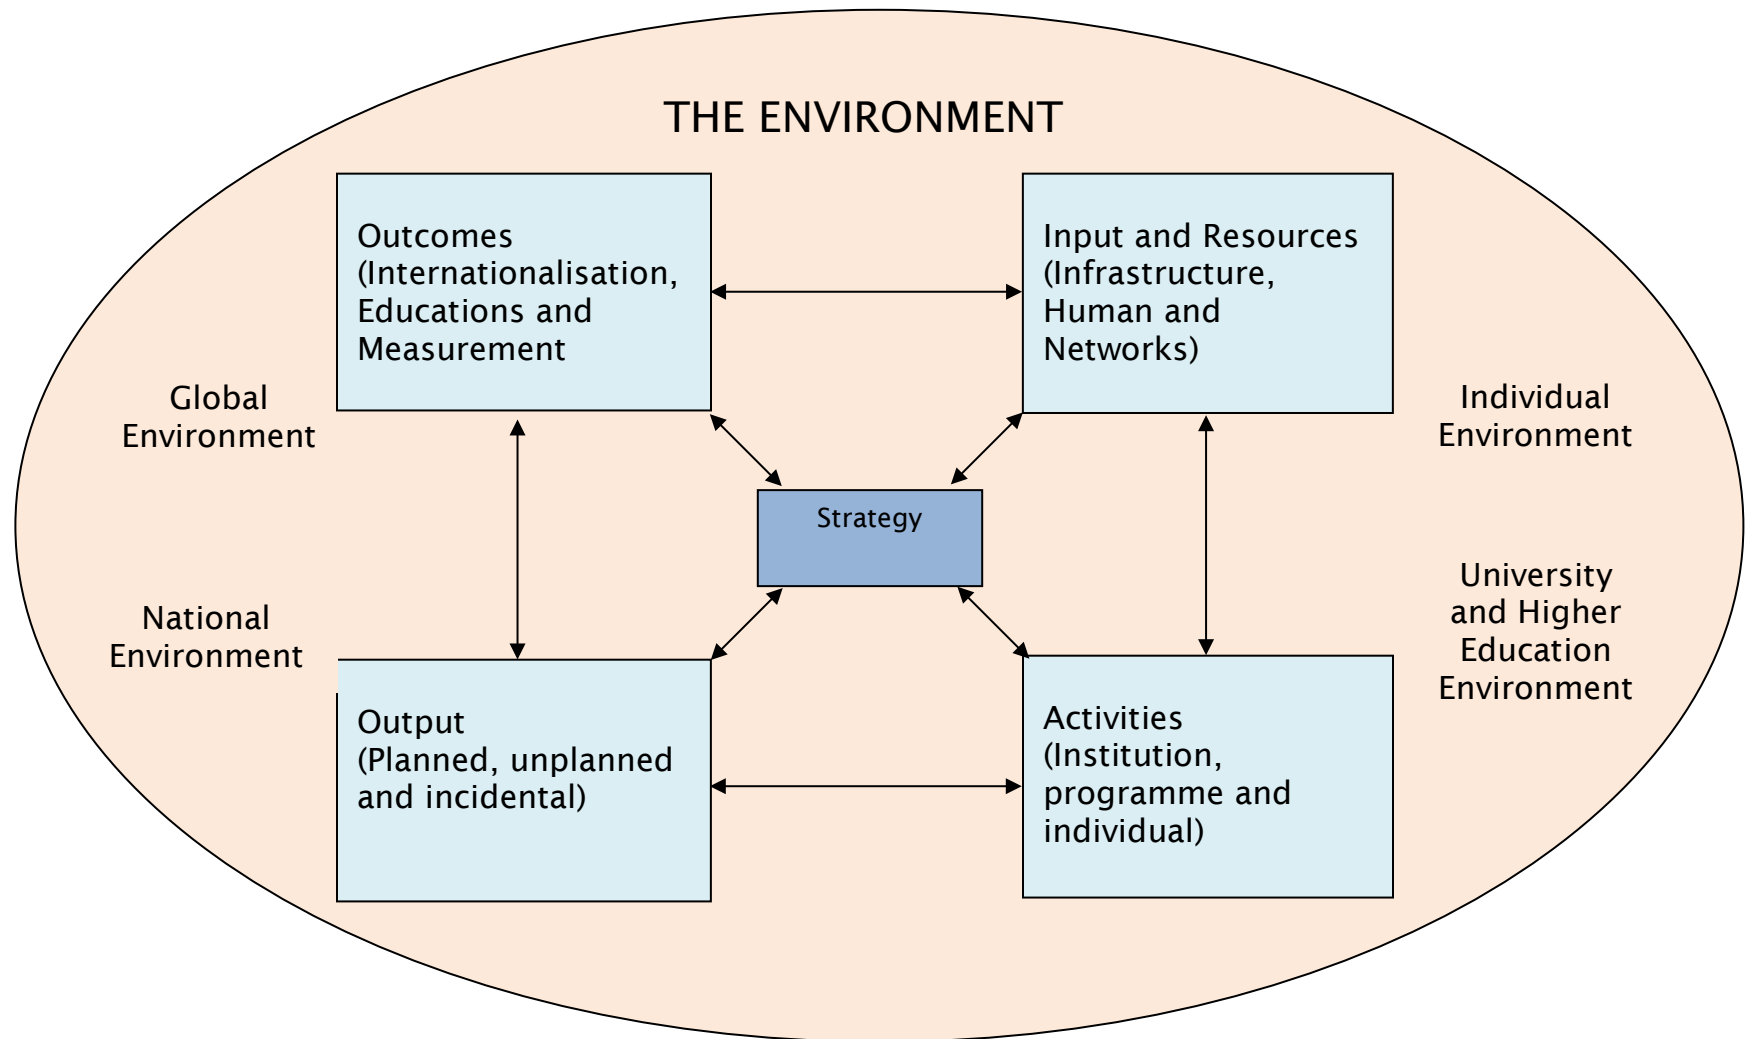 THE ENVIRONMENT
Outcomes
(Internationalisation,
Educations and
Measurement
Input and Resources
(Infrastructure,
Human and
Networks)
Global
Environment
Individual
Environment
Strategy
National
Environment
University
and Higher
Education
Environment
Output
(Planned, unplanned
and incidental)
Activities
(Institution,
programme and
individual)